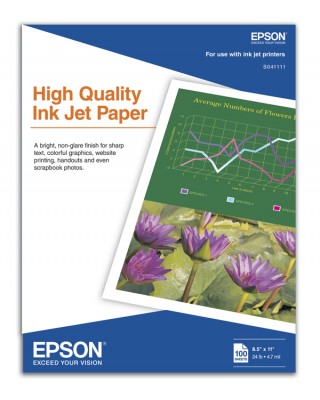 EPSON
EXCEED YOUR VISION
For use with ink jet printers
S041111
High Quality
Ink Jet Paper
A bright, non-glare finish for sharp
text, colorful graphics, website
printing, handouts and even
scrapbook photos.
Average Numbers of Flowers
EPSON
EXCEED YOUR VISION
100
SHEETS
8.5" x 11"
24 lb • 4.7 mil